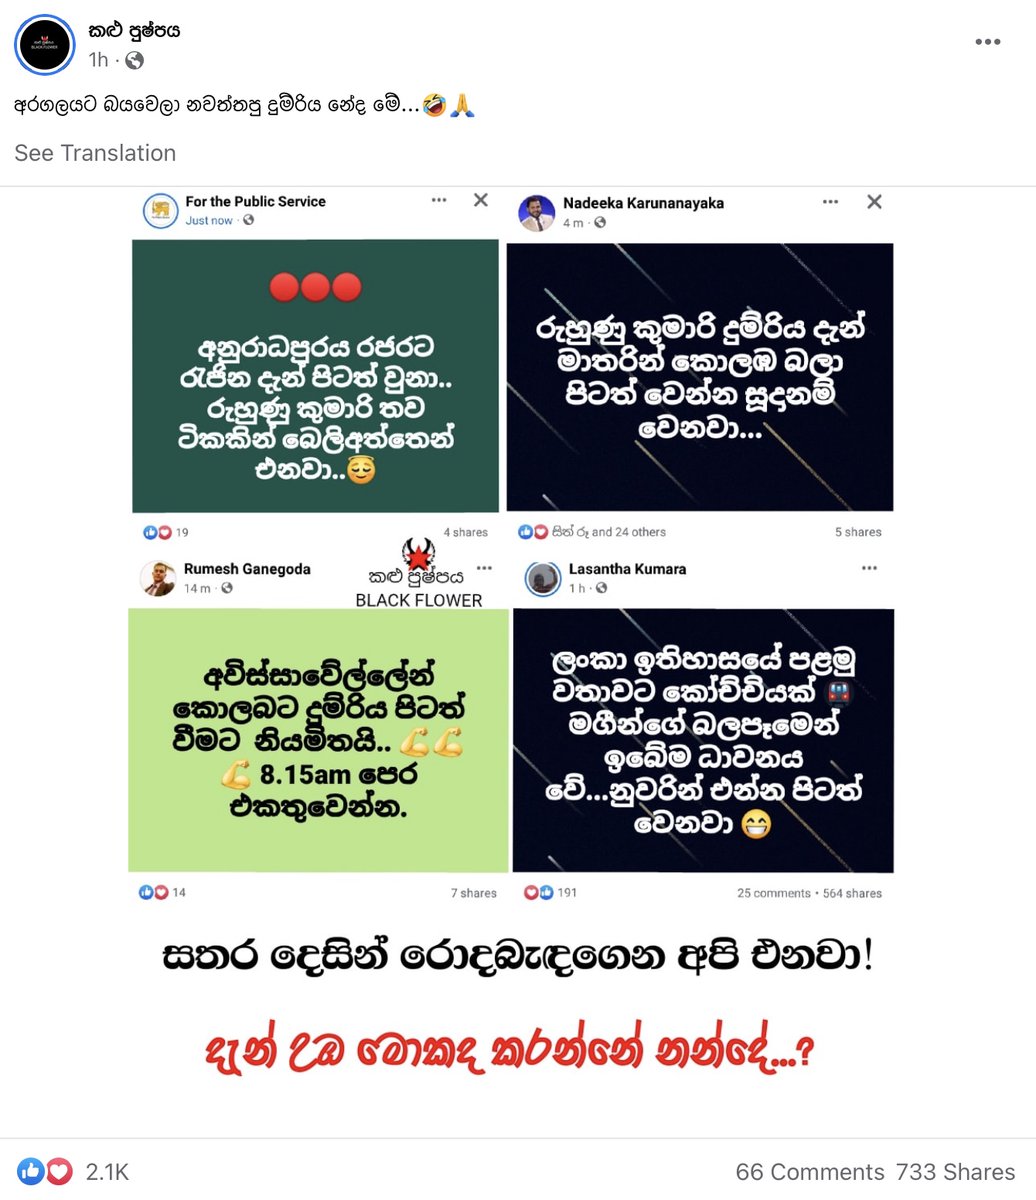 කළු පුෂ්පය
1h
අරගලයට බයවෙලා නවත්තපු දුම්රිය නේද මේ...🤣🙏
See Translation
For the Public Service
Just now
අනුරාධපුරය රජරට
රැජින දැන් පිටත් වුනා..
රුහුණු කුමාරි තව
ටිකකින් බෙලිඅත්තෙන්
එනවා..😇
19
4 shares
Nadeeka Karunanayaka
4 m
රුහුණු කුමාරි දුම්රිය දැන්
මාතරින් කොලඹ බලා
පිටත් වෙන්න සූදානම්
වෙනවා...
සිත් රූ and 24 others
5 shares
Rumesh Ganegoda
14 m
කළු පුෂ්පය
BLACK FLOWER
අවිස්සාවේල්ලේන්
කොලබට දුම්රිය පිටත්
වීමට නියමිතයි.. 💪💪
💪 8.15am පෙර
එකතුවෙන්න.
14
7 shares
Lasantha Kumara
1 h
ලංකා ඉතිහාසයේ පළමු
වතාවට කෝච්චියක් 🚇
මගීන්ගේ බලපෑමෙන්
ඉබේම ධාවනය
වේ...නුවරින් එන්න පිටත්
වෙනවා 😁
191
25 comments • 564 shares
සතර දෙසින් රොදබැඳගෙන අපි එනවා!
දැන් උඹ මොකද කරන්නේ නන්දේ...?
2.1K
66 Comments 733 Shares